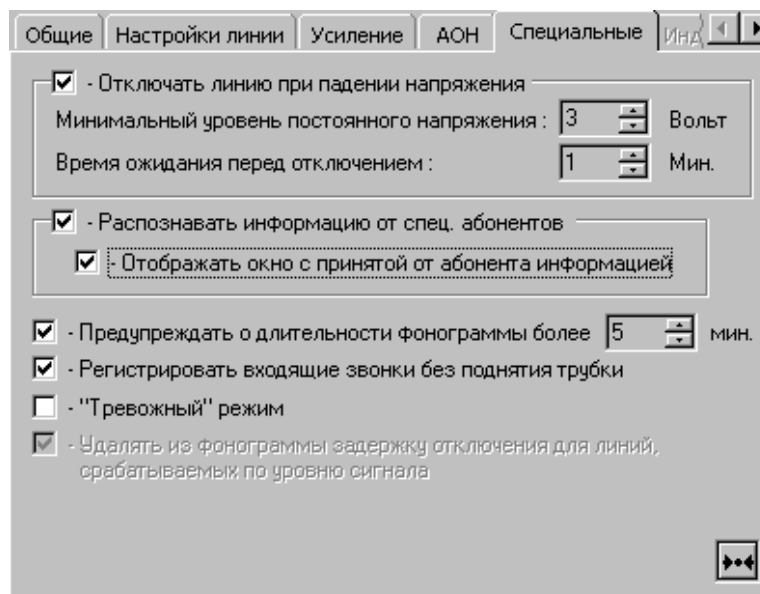 Общие Настройки линии Усиление АОН Специальные Инд
- Отключать линию при падении напряжения
Минимальный уровень постоянного напряжения : 3 Вольт
Время ожидания перед отключением : 1 Мин.
- Распознавать информацию от спец. абонентов
- Отображать окно с принятой от абонента информацией
- Предупреждать о длительности фонограммы более 5 мин.
- Регистрировать входящие звонки без поднятия трубки
- "Тревожный" режим
- Удалять из фонограммы задержку отключения для линий,
срабатываемых по уровню сигнала